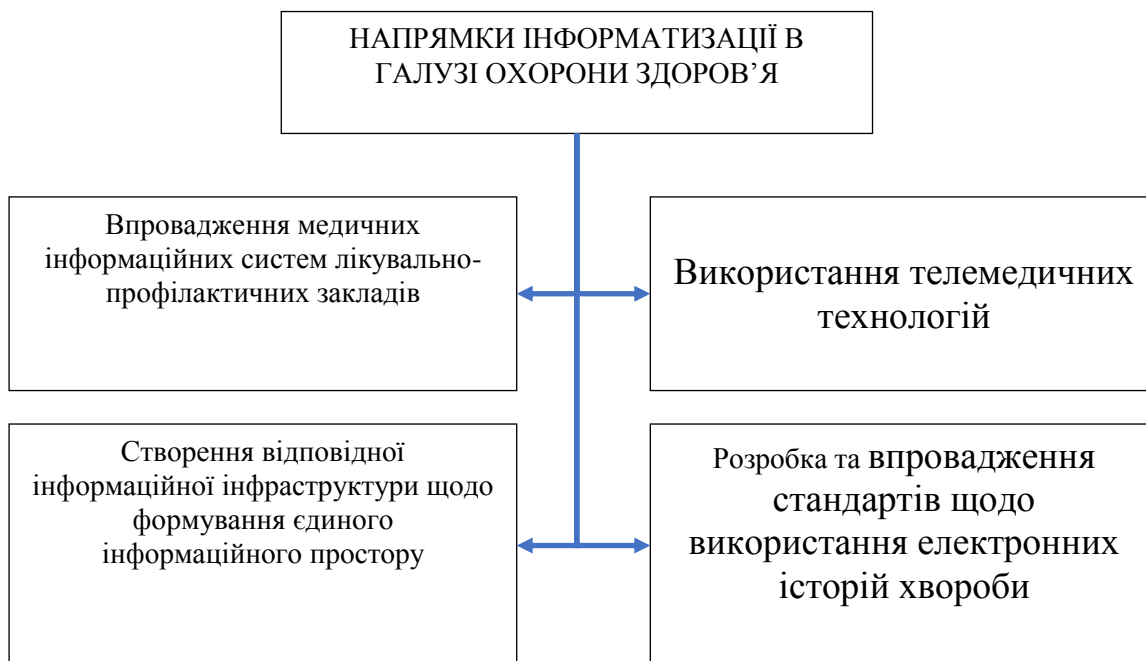 НАПРЯМКИ ІНФОРМАТИЗАЦІЇ В
ГАЛУЗІ ОХОРОНИ ЗДОРОВ’Я
Впровадження медичних
інформаційних систем лікувально-
профілактичних закладів
Використання телемедичних
технологій
Створення відповідної
інформаційної інфраструктури щодо
формування єдиного
інформаційного простору
Розробка та впровадження
стандартів щодо
використання електронних
історій хвороби